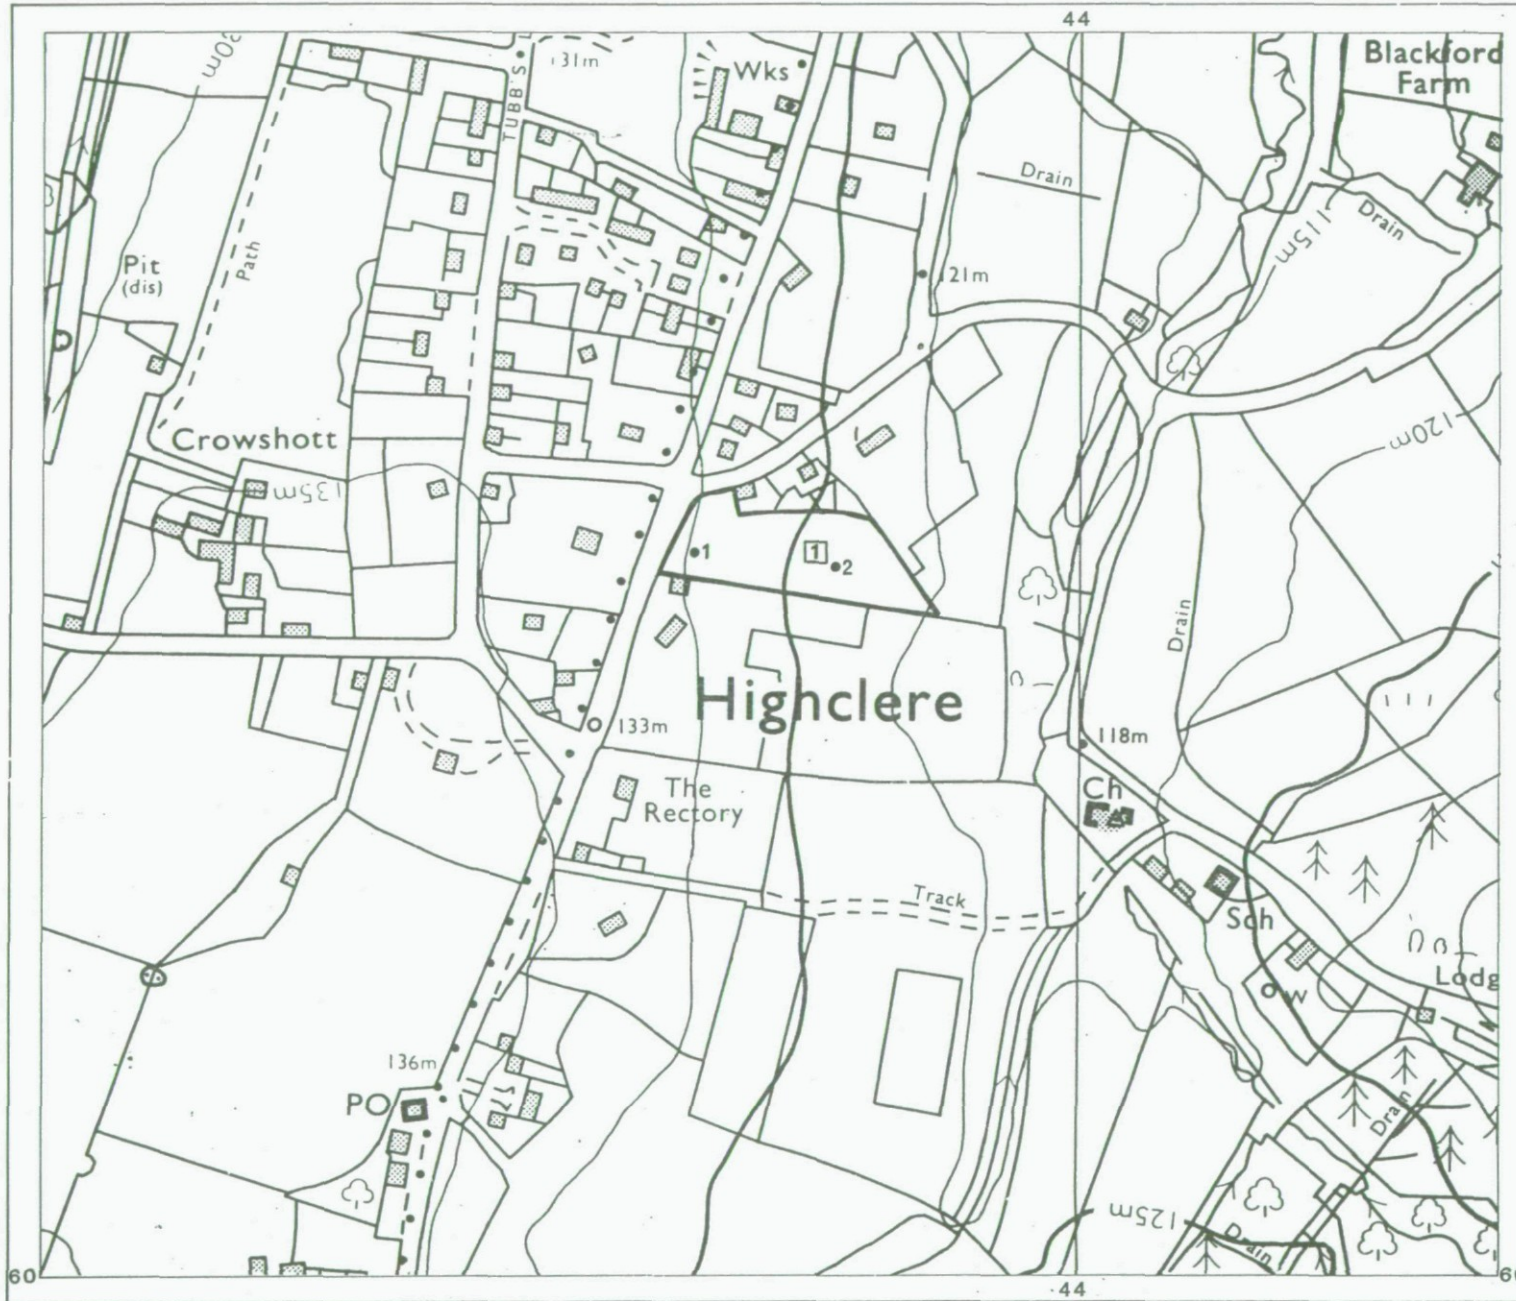 44
Blackford
Farm
Wks
131m
TUBB'S L
30m
Drain
Drain
115m
Path
Pit
(dis)
121m
Crowshott
135m
120m
1
1
2
Drain
Highclere
133m
118m
The
Rectory
Ch
Track
Sch
Lodg
W
136m
PO
125m
Drain
Drain
60
44
60